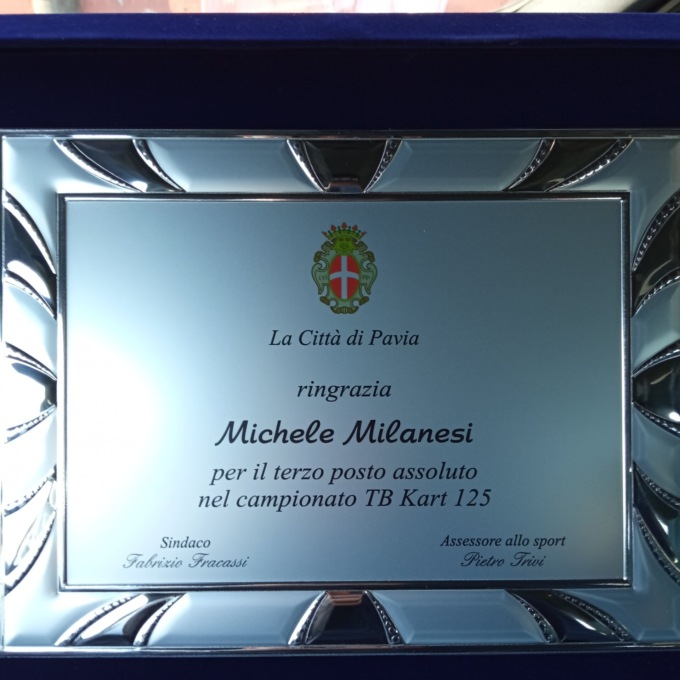 La Città di Pavia
ringrazia
Michele Milanesi
per il terzo posto assoluto
nel campionato TB Kart 125
Sindaco
Fabrizio Fracassi
Assessore allo sport
Pietro Trivi